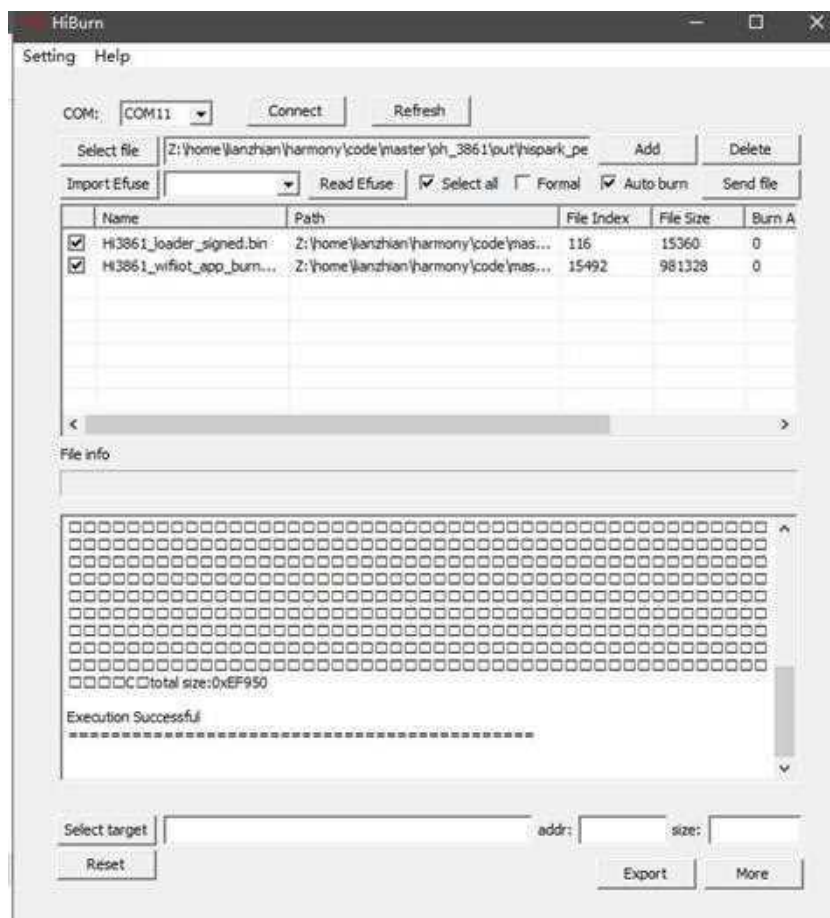 HiBurn
Setting Help
COM: COM11 Connect Refresh
Select file Z:\home\lianzhian\harmony\code\master\ph_3861\put\hispark_pe Add Delete
Import Efuse Read Efuse Select all Formal Auto burn Send file
Name Path File Index File Size Burn A
Hi3861_loader_signed.bin Z:\home\lianzhian\harmony\code\mas... 116 15360 0
Hi3861_wifiiot_app_burn... Z:\home\lianzhian\harmony\code\mas... 15492 981328 0
File info
C total size:0xEF950
Execution Successful
============================================
Select target addr: size:
Reset Export More